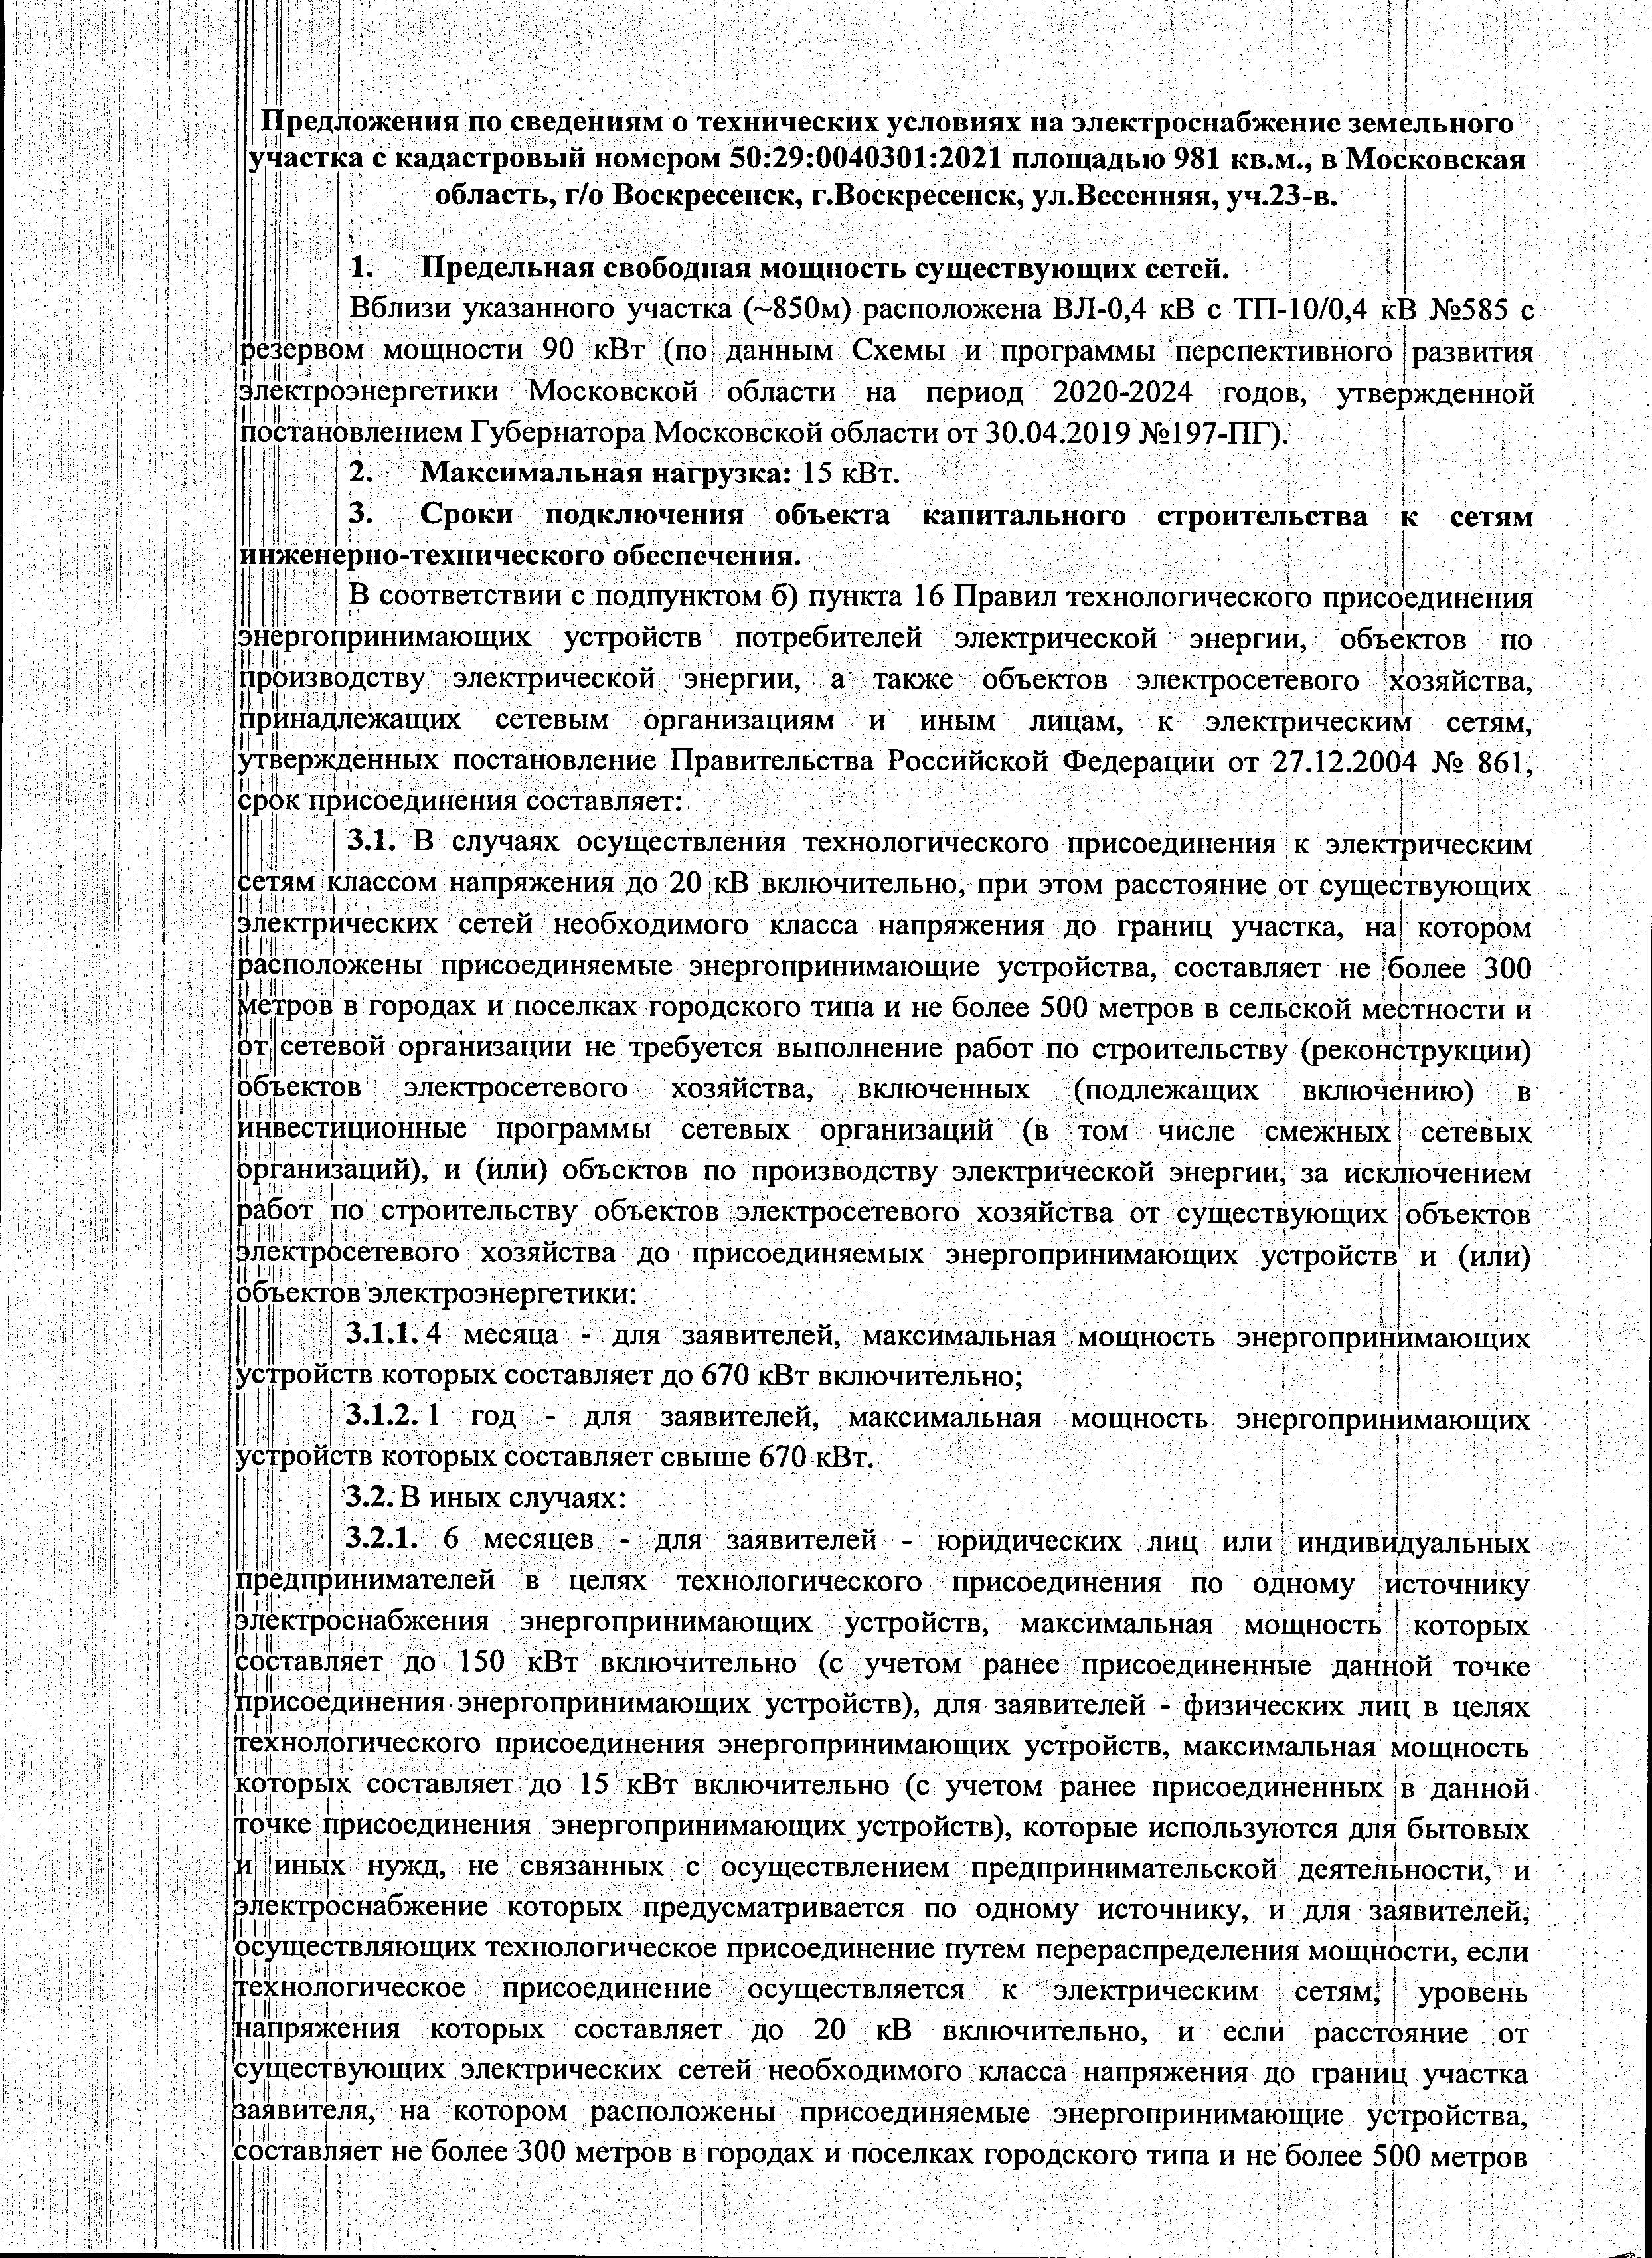 Предложения по сведениям о технических условиях на электроснабжение земельного
участка с кадастровый номером 50:29:0040301:2021 площадью 981 кв.м., в Московская
область, г/о Воскресенск, г.Воскресенск, ул.Весенняя, уч.23-в.
1. Предельная свободная мощность существующих сетей.
Вблизи указанного участка (~850м) расположена ВЛ-0,4 кВ с ТП-10/0,4 кВ №585 с
резервом мощности 90 кВт (по данным Схемы и программы перспективного развития
электроэнергетики Московской области на период 2020-2024 годов, утвержденной
постановлением Губернатора Московской области от 30.04.2019 №197-ПГ).
2. Максимальная нагрузка: 15 кВт.
3. Сроки подключения объекта капитального строительства к сетям
инженерно-технического обеспечения.
В соответствии с подпунктом б) пункта 16 Правил технологического присоединения
энергопринимающих устройств потребителей электрической энергии, объектов по
производству электрической энергии, а также объектов электросетевого хозяйства,
принадлежащих сетевым организациям и иным лицам, к электрическим сетям,
утвержденных постановление Правительства Российской Федерации от 27.12.2004 № 861,
срок присоединения составляет:
3.1. В случаях осуществления технологического присоединения к электрическим
сетям классом напряжения до 20 кВ включительно, при этом расстояние от существующих
электрических сетей необходимого класса напряжения до границ участка, на котором
расположены присоединяемые энергопринимающие устройства, составляет не более 300
метров в городах и поселках городского типа и не более 500 метров в сельской местности и
от сетевой организации не требуется выполнение работ по строительству (реконструкции)
объектов электросетевого хозяйства, включенных (подлежащих включению) в
инвестиционные программы сетевых организаций (в том числе смежных сетевых
организаций), и (или) объектов по производству электрической энергии, за исключением
работ по строительству объектов электросетевого хозяйства от существующих объектов
электросетевого хозяйства до присоединяемых энергопринимающих устройств и (или)
объектов электроэнергетики:
3.1.1. 4 месяца - для заявителей, максимальная мощность энергопринимающих
устройств которых составляет до 670 кВт включительно;
3.1.2. 1 год - для заявителей, максимальная мощность энергопринимающих
устройств которых составляет свыше 670 кВт.
3.2. В иных случаях:
3.2.1. 6 месяцев - для заявителей - юридических лиц или индивидуальных
предпринимателей в целях технологического присоединения по одному источнику
электроснабжения энергопринимающих устройств, максимальная мощность которых
составляет до 150 кВт включительно (с учетом ранее присоединенные данной точке
присоединения энергопринимающих устройств), для заявителей - физических лиц в целях
технологического присоединения энергопринимающих устройств, максимальная мощность
которых составляет до 15 кВт включительно (с учетом ранее присоединенных в данной
точке присоединения энергопринимающих устройств), которые используются для бытовых
и иных нужд, не связанных с осуществлением предпринимательской деятельности, и
электроснабжение которых предусматривается по одному источнику, и для заявителей,
осуществляющих технологическое присоединение путем перераспределения мощности, если
технологическое присоединение осуществляется к электрическим сетям, уровень
напряжения которых составляет до 20 кВ включительно, и если расстояние от
существующих электрических сетей необходимого класса напряжения до границ участка
заявителя, на котором расположены присоединяемые энергопринимающие устройства,
составляет не более 300 метров в городах и поселках городского типа и не более 500 метров